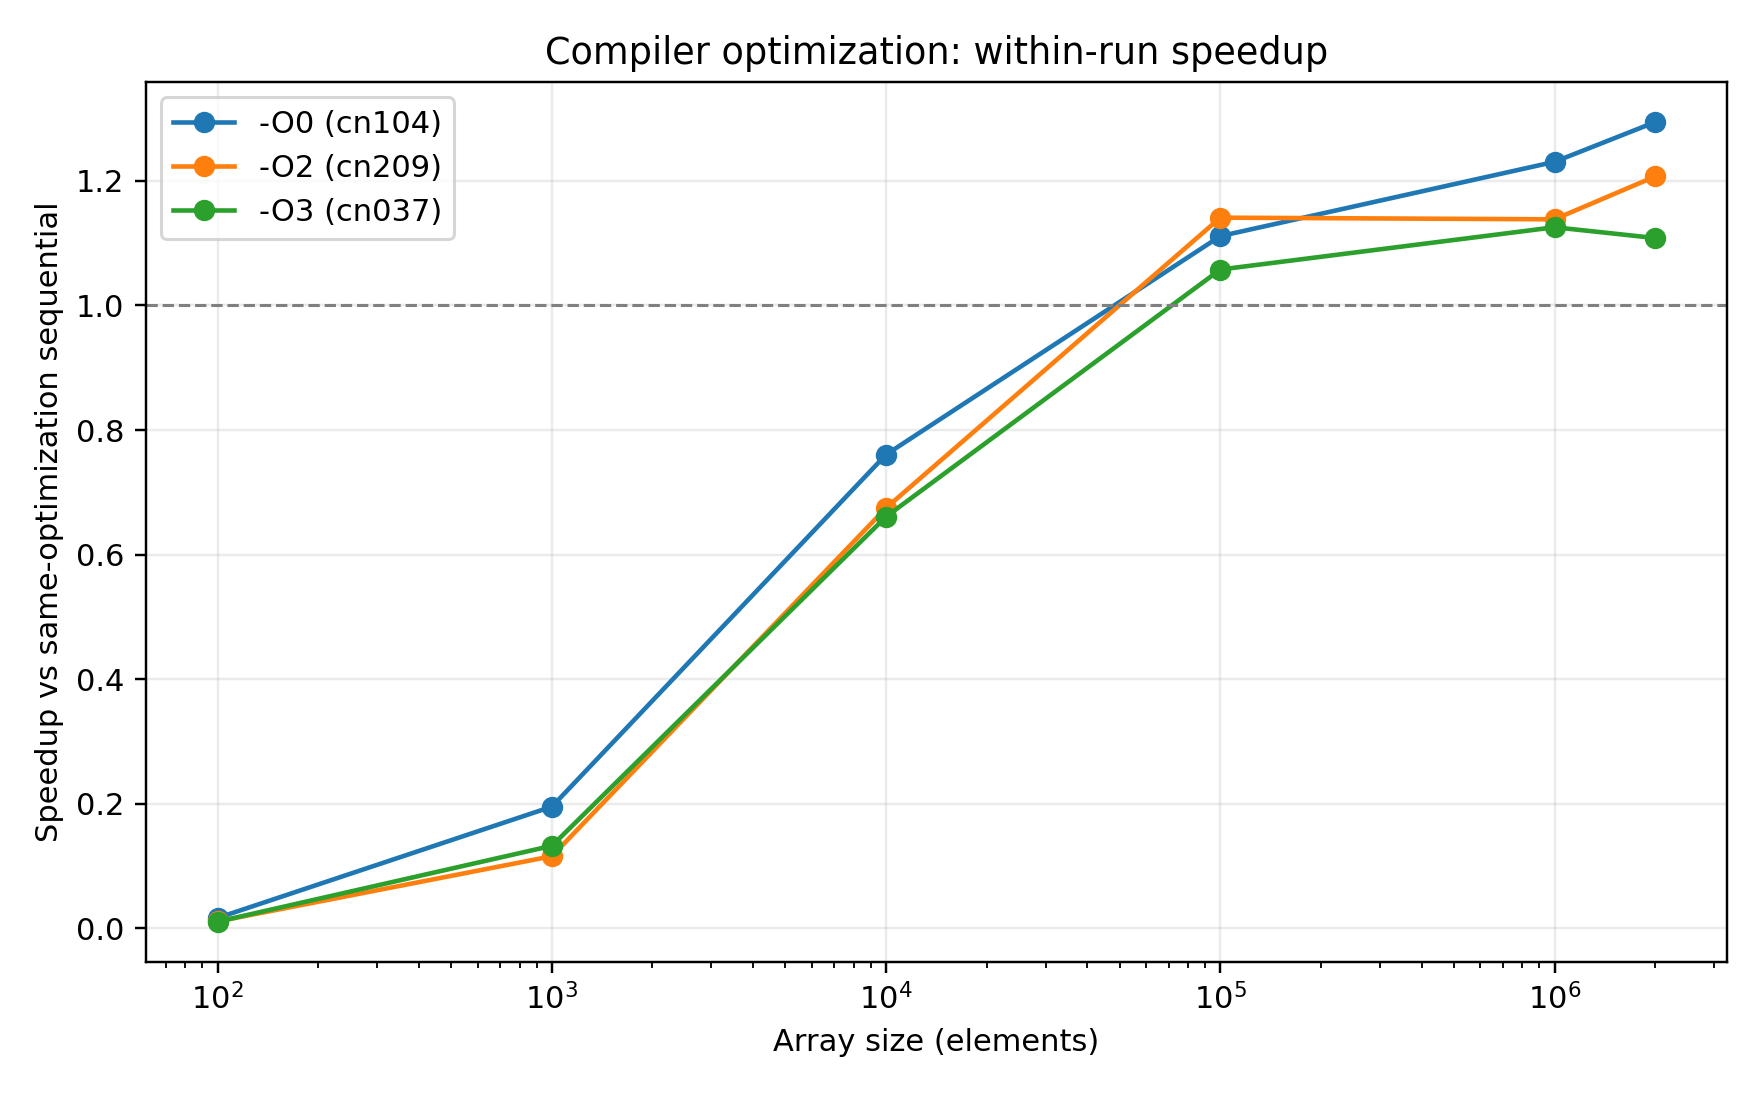 Compiler optimization: within-run speedup
-O0 (cn104)
-O2 (cn209)
-O3 (cn037)
Speedup vs same-optimization sequential
1.2
1.0
0.8
0.6
0.4
0.2
0.0
10² 10³ 10⁴ 10⁵ 10⁶
Array size (elements)